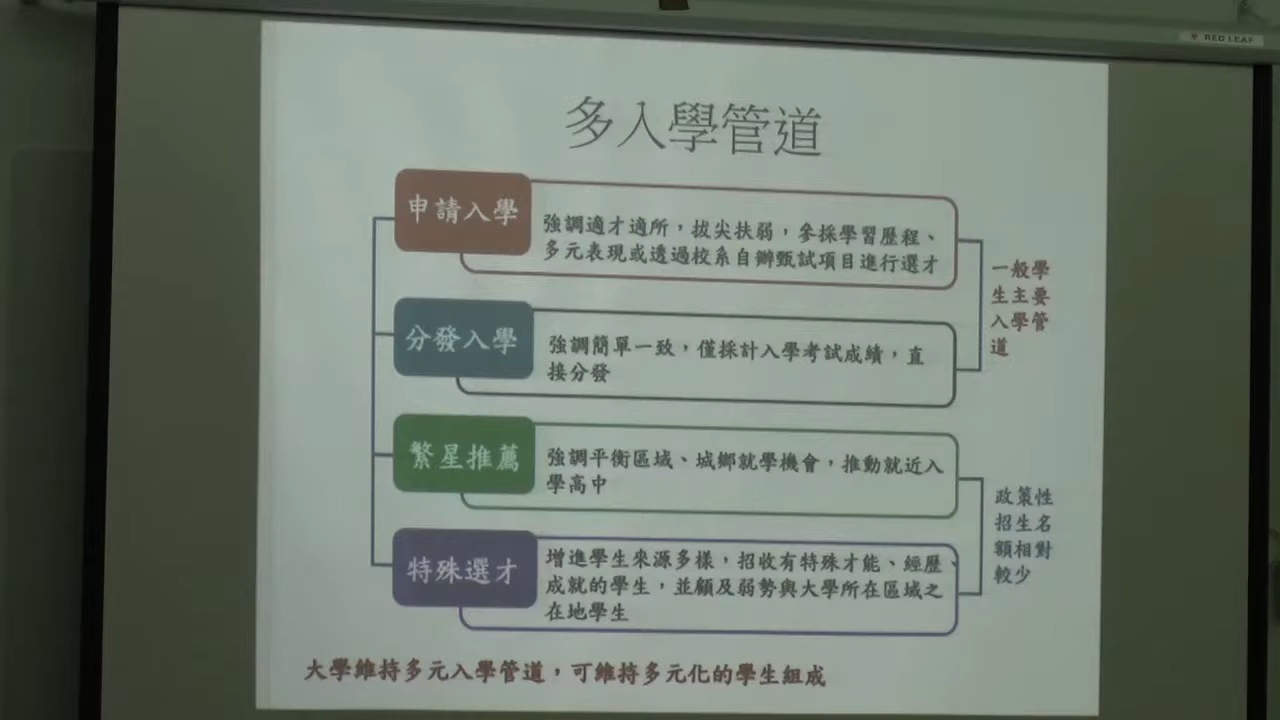 RED LEAF
多入學管道
申請入學
強調適才適所，拔尖扶弱，參採學習歷程、
多元表現或透過校系自辦甄試項目進行選才
一般學
生主要
入學管
道
分發入學
強調簡單一致，僅採計入學考試成績，直
接分發
繁星推薦
強調平衡區域、城鄉就學機會，推動就近入
學高中
政策性
招生名
額相對
較少
特殊選才
增進學生來源多樣，招收有特殊才能、經歷、
成就的學生，並顧及弱勢與大學所在區域之
在地學生
大學維持多元入學管道，可維持多元化的學生組成